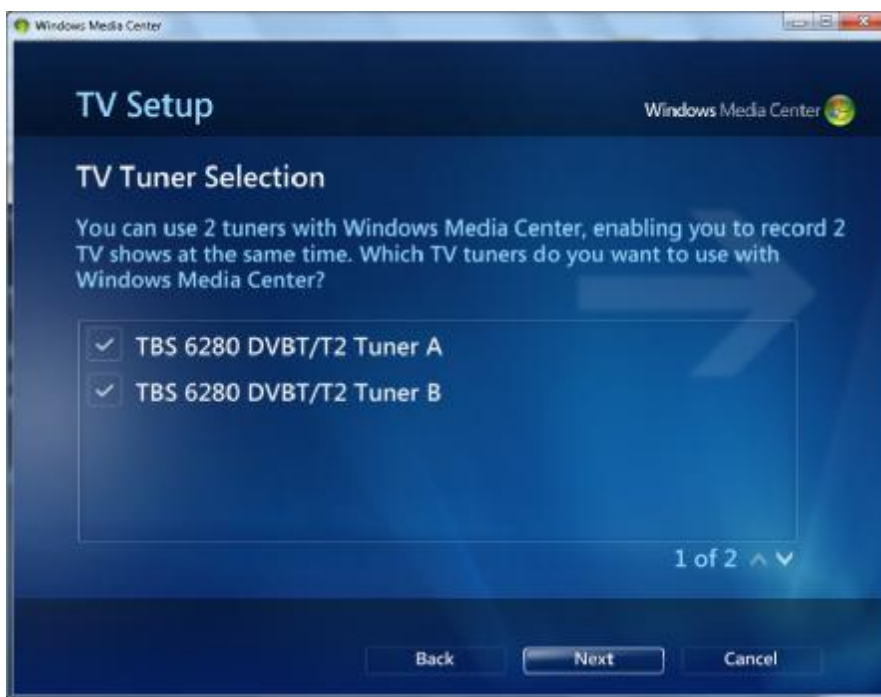 Windows Media Center
TV Setup
Windows Media Center
TV Tuner Selection
You can use 2 tuners with Windows Media Center, enabling you to record 2
TV shows at the same time. Which TV tuners do you want to use with
Windows Media Center?
TBS 6280 DVBT/T2 Tuner A
TBS 6280 DVBT/T2 Tuner B
1 of 2
Back Next Cancel